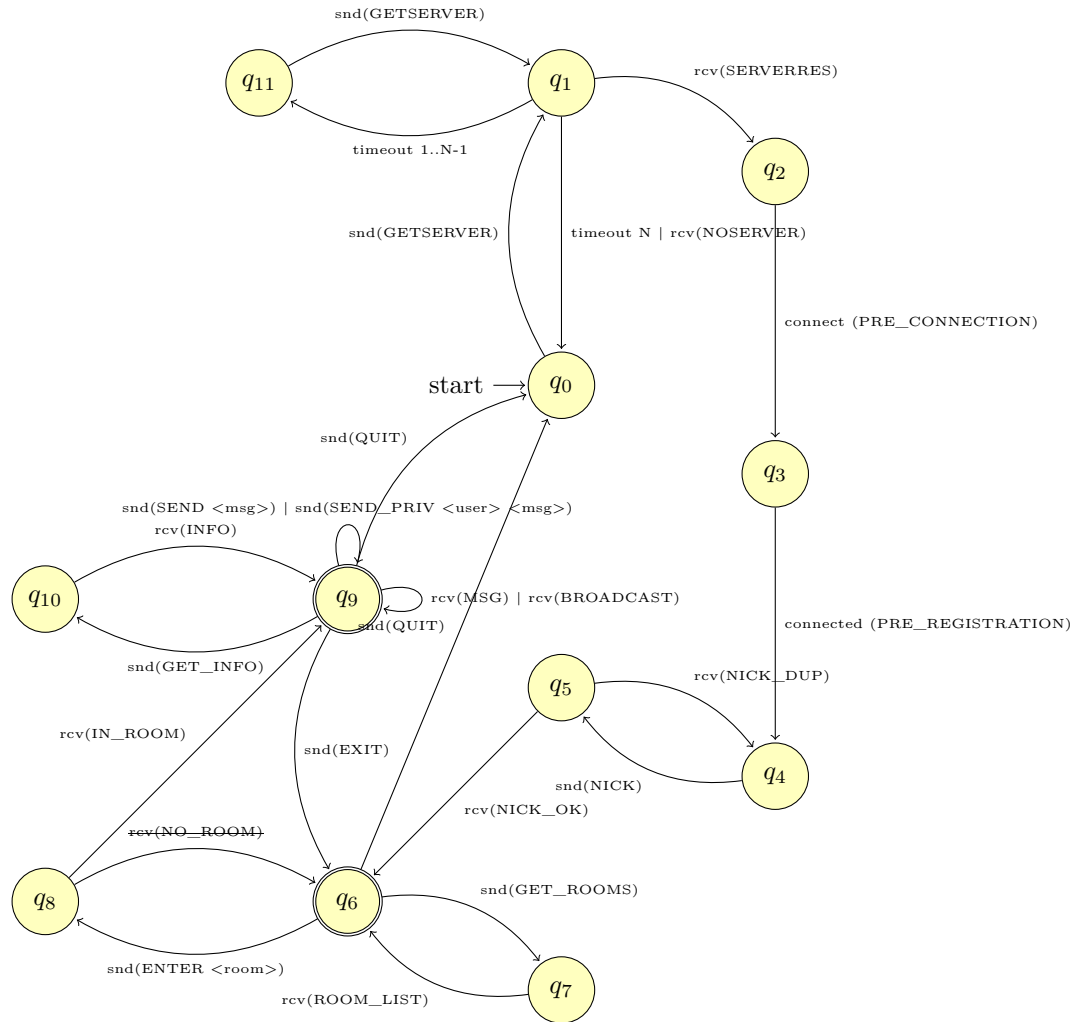 snd(GETSERVER)
q11
q1
rcv(SERVERRES)
timeout 1..N-1
q2
snd(GETSERVER)
timeout N | rcv(NOSERVER)
connect (PRE_CONNECTION)
start
q0
snd(QUIT)
q3
snd(SEND <msg>) | snd(SEND_PRIV <user> <msg>)
rcv(INFO)
q10
q9
rcv(MSG) | rcv(BROADCAST)
snd(QUIT)
connected (PRE_REGISTRATION)
snd(GET_INFO)
rcv(NICK_DUP)
q5
rcv(IN_ROOM)
snd(EXIT)
q4
snd(NICK)
rcv(NICK_OK)
rcv(NO_ROOM)
snd(GET_ROOMS)
q8
q6
snd(ENTER <room>)
q7
rcv(ROOM_LIST)